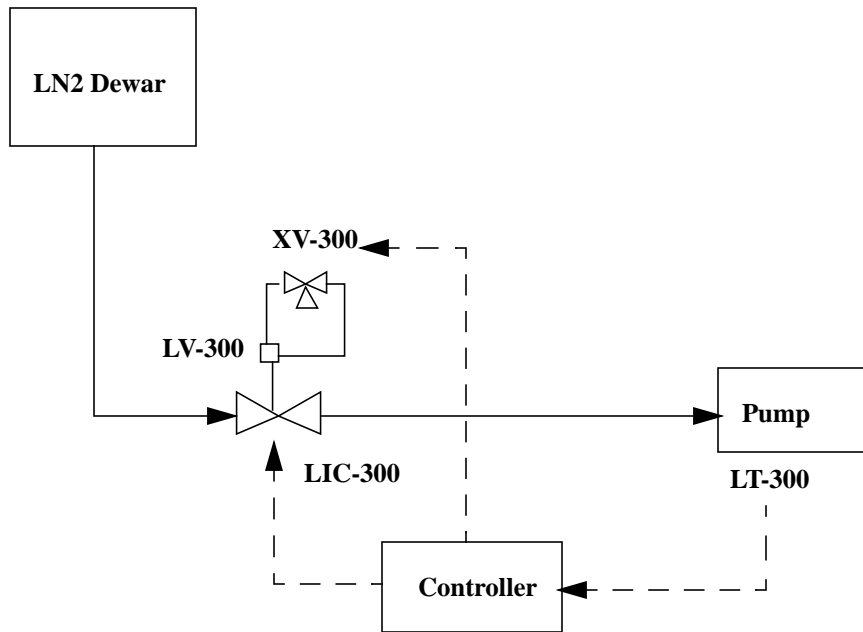 LN2 Dewar
XV-300
LV-300
Pump
LIC-300
LT-300
Controller